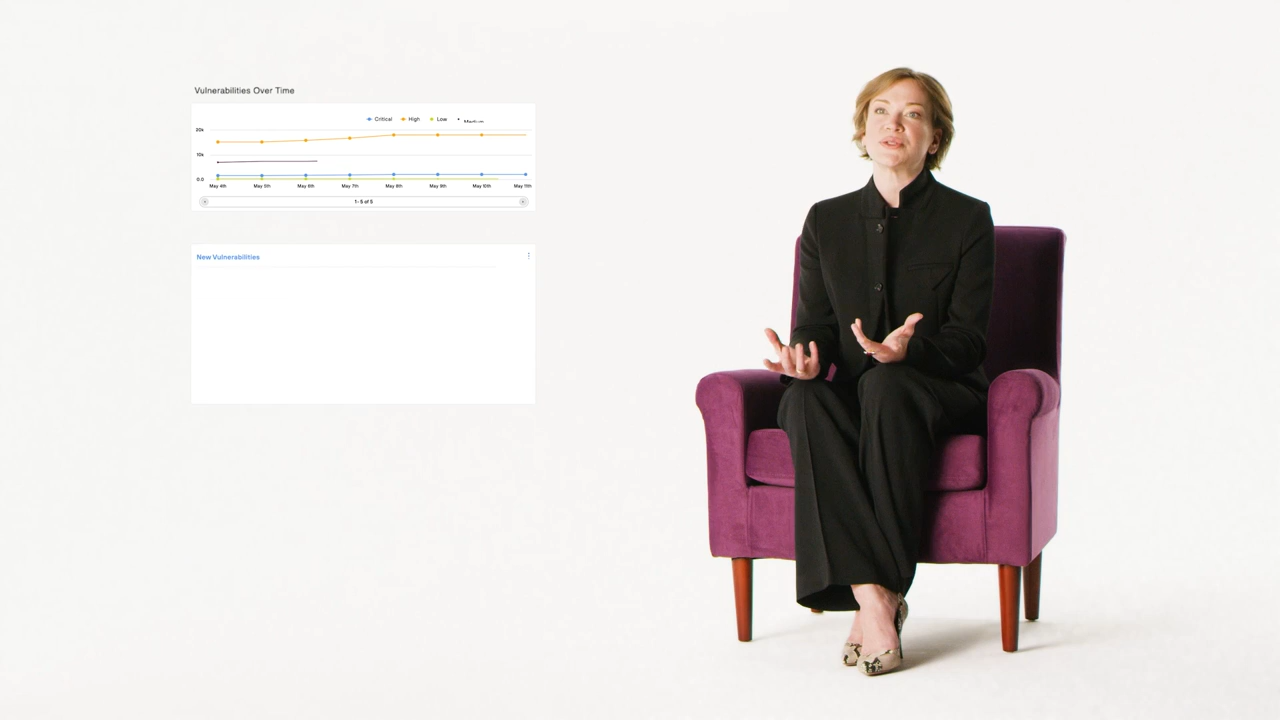 Vulnerabilities Over Time
Critical High Low
20k
10k
0.0
May 4th May 5th May 6th May 7th May 8th May 9th May 10th May 11th
1- 5 of 5
New Vulnerabilities